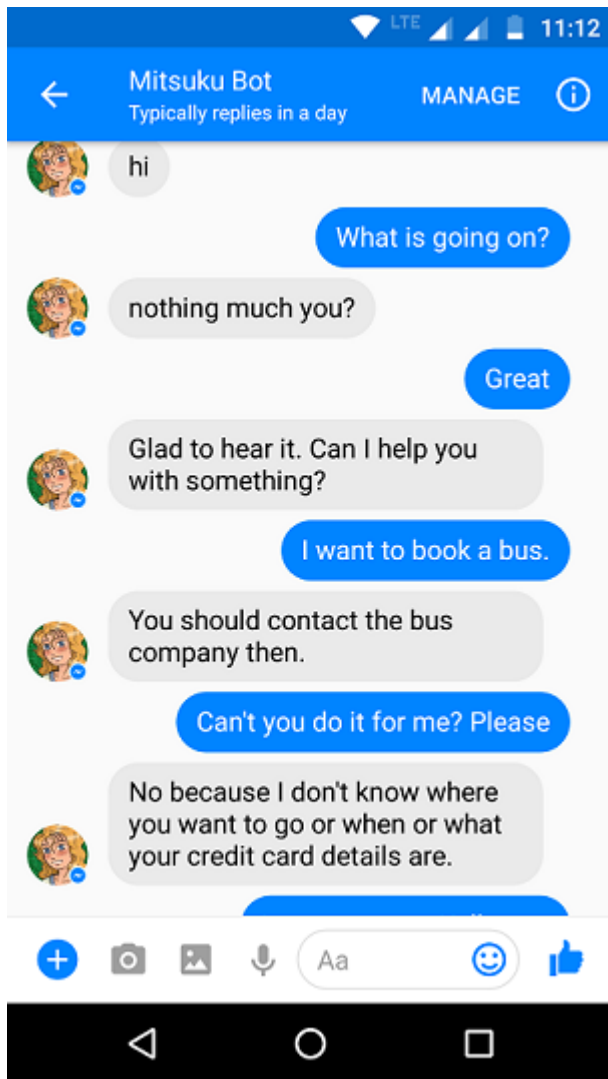 LTE 11:12
Mitsuku Bot
Typically replies in a day
MANAGE
hi
What is going on?
nothing much you?
Great
Glad to hear it. Can I help you
with something?
I want to book a bus.
You should contact the bus
company then.
Can't you do it for me? Please
No because I don't know where
you want to go or when or what
your credit card details are.
Aa